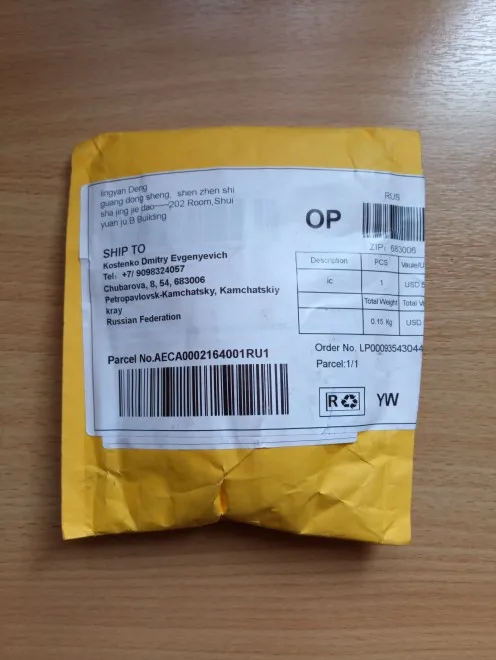 lingyan Deng
guang dong sheng, shen zhen shi
sha jing jie dao——202 Room,Shui
yuan ju B Building
SHIP TO
Kostenko Dmitry Evgenyevich
Tel: +7/ 9098324057
Chubarova, 8, 54, 683006
Petropavlovsk-Kamchatsky, Kamchatskiy
kray
Russian Federation
Parcel No.AECA0002164001RU1
OP
RUS
ZIP: 683006
Description PCS Vaule/U
ic 1 USD
Total Weight Total V
0.15 Kg USD
Order No. LP00093543044
Parcel:1/1
R YW